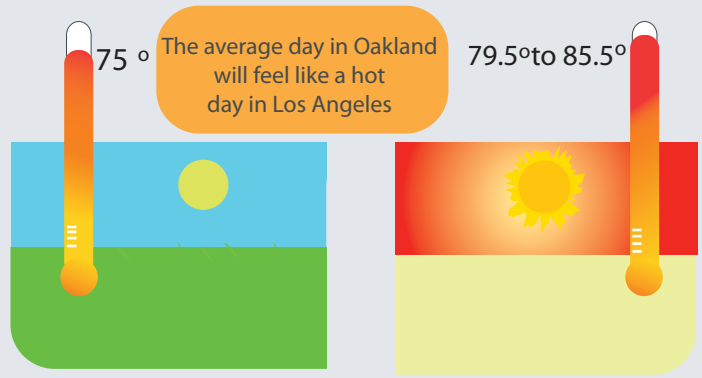 75 º
The average day in Oakland
will feel like a hot
day in Los Angeles
79.5ºto 85.5º